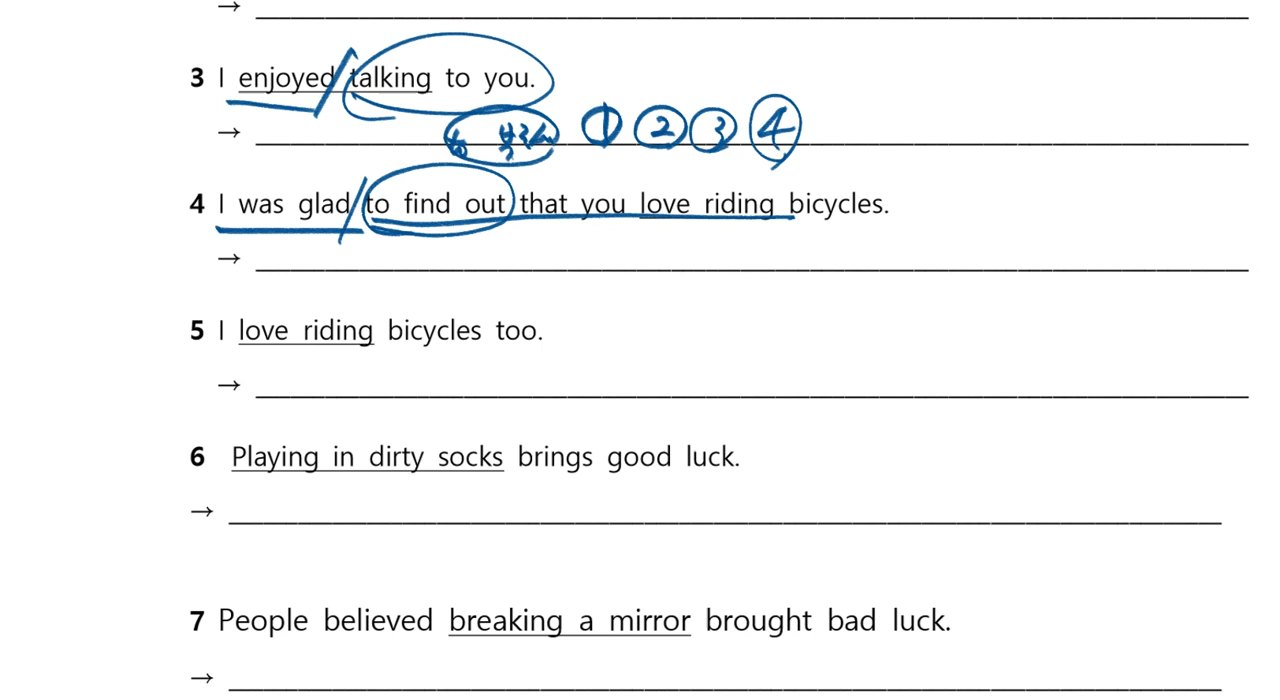 →
3 I enjoyed talking to you.
→ to ① ② ③ ④
4 I was glad to find out that you love riding bicycles.
→
5 I love riding bicycles too.
→
6 Playing in dirty socks brings good luck.
→
7 People believed breaking a mirror brought bad luck.
→